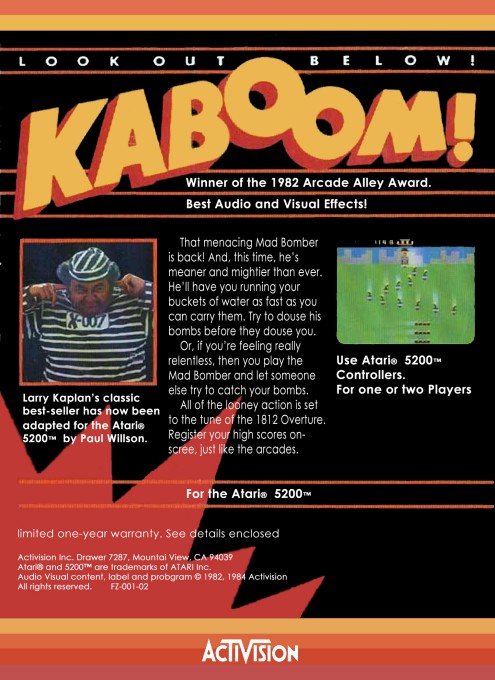 LOOK OUT BELOW!
KABOOM!
Winner of the 1982 Arcade Alley Award.
Best Audio and Visual Effects!
X-007
Larry Kaplan's classic
best-seller has now been
adapted for the Atari®
5200™ by Paul Willson.
That menacing Mad Bomber
is back! And, this time, he's
meaner and mightier than ever.
He'll have you running your
buckets of water as fast as you
can carry them. Try to douse his
bombs before they douse you.
Or, if you're feeling really
relentless, then you play the
Mad Bomber and let someone
else try to catch your bombs.
All of the looney action is set
to the tune of the 1812 Overture.
Register your high scores on-
scree, just like the arcades.
Use Atari® 5200™
Controllers.
For one or two Players
For the Atari® 5200™
limited one-year warranty. See details enclosed
Activision Inc. Drawer 7287, Mountai View, CA 94039
Atari® and 5200™ are trademarks of ATARI Inc.
Audio Visual content, label and probgram © 1982, 1984 Activision
All rights reserved. FZ-001-02
ACTIVISION